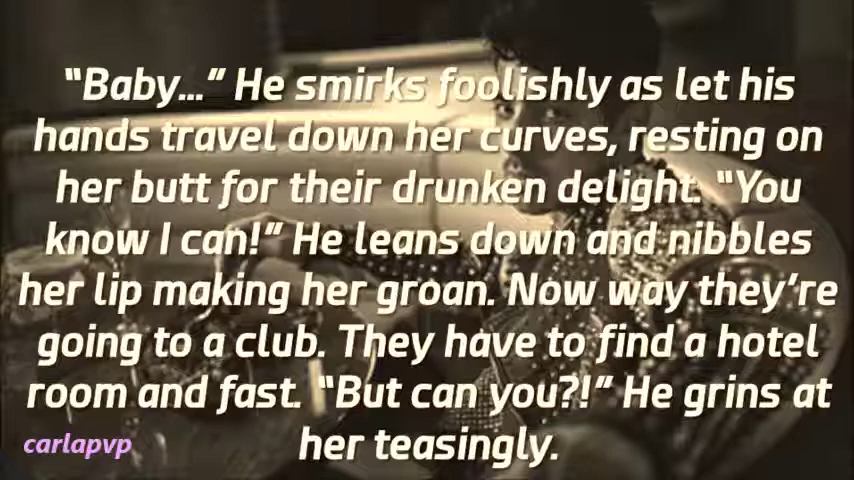 “Baby...” He smirks foolishly as let his
hands travel down her curves, resting on
her butt for their drunken delight. “You
know I can!” He leans down and nibbles
her lip making her groan. Now way they’re
going to a club. They have to find a hotel
room and fast. “But can you?!” He grins at
her teasingly.
carlapvp